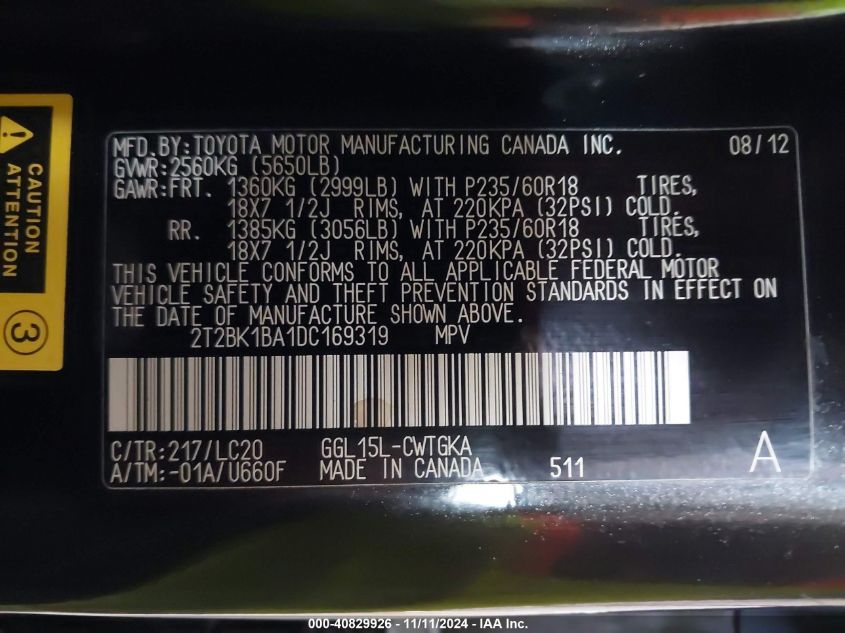 MFD.BY:TOYOTA MOTOR MANUFACTURING CANADA INC. 08/12
GVWR:2560KG (5650LB)
GAWR:FRT. 1360KG (2999LB) WITH P235/60R18 TIRES,
18X7 1/2J RIMS, AT 220KPA (32PSI) COLD.
RR. 1385KG (3056LB) WITH P235/60R18 TIRES,
18X7 1/2J RIMS, AT 220KPA (32PSI) COLD.
THIS VEHICLE CONFORMS TO ALL APPLICABLE FEDERAL MOTOR
VEHICLE SAFETY AND THEFT PREVENTION STANDARDS IN EFFECT ON
THE DATE OF MANUFACTURE SHOWN ABOVE.
2T2BK1BA1DC169319 MPV
C/TR:217/LC20 GGL15L-CWTGKA
A/TM:-01A/U660F MADE IN CANADA 511 A
CAUTION
ATTENTION
3
000-40829926 - 11/11/2024 - IAA Inc.